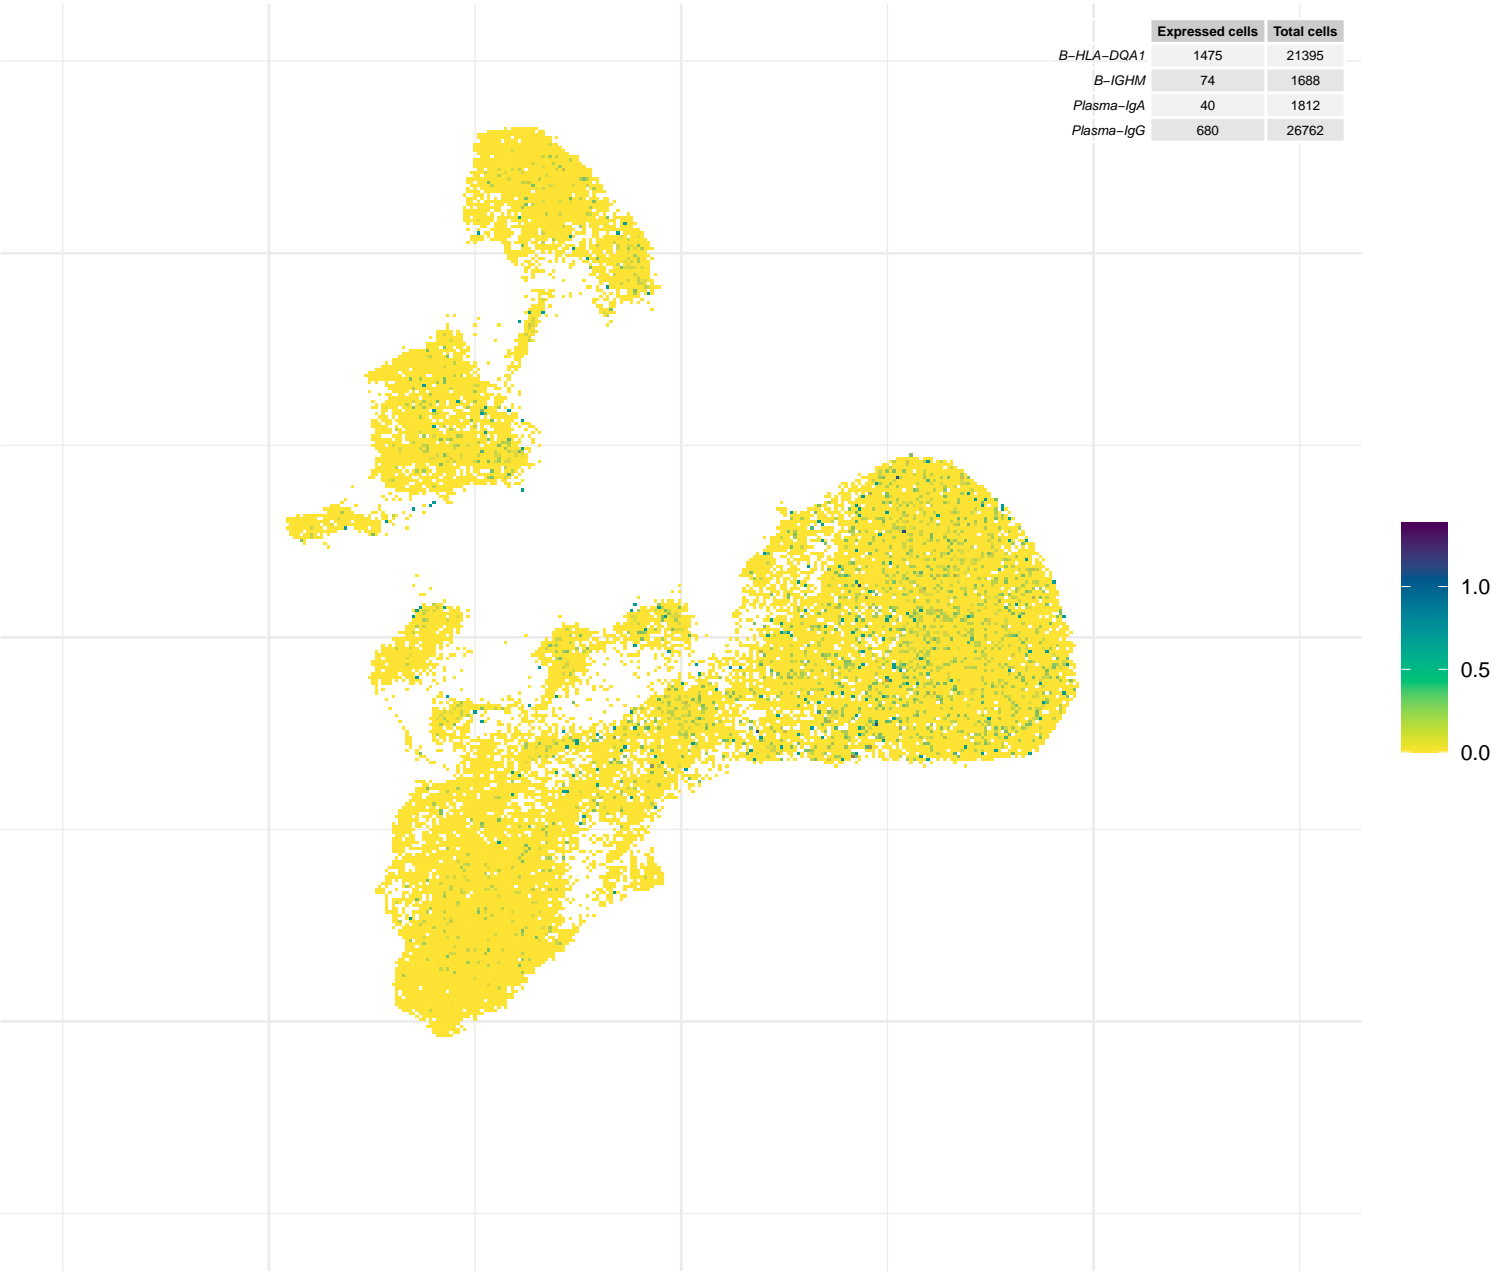 Expressed cells Total cells
B−HLA−DQA1 1475 21395
B−IGHM 74 1688
Plasma−IgA 40 1812
Plasma−IgG 680 26762
1.0
0.5
0.0